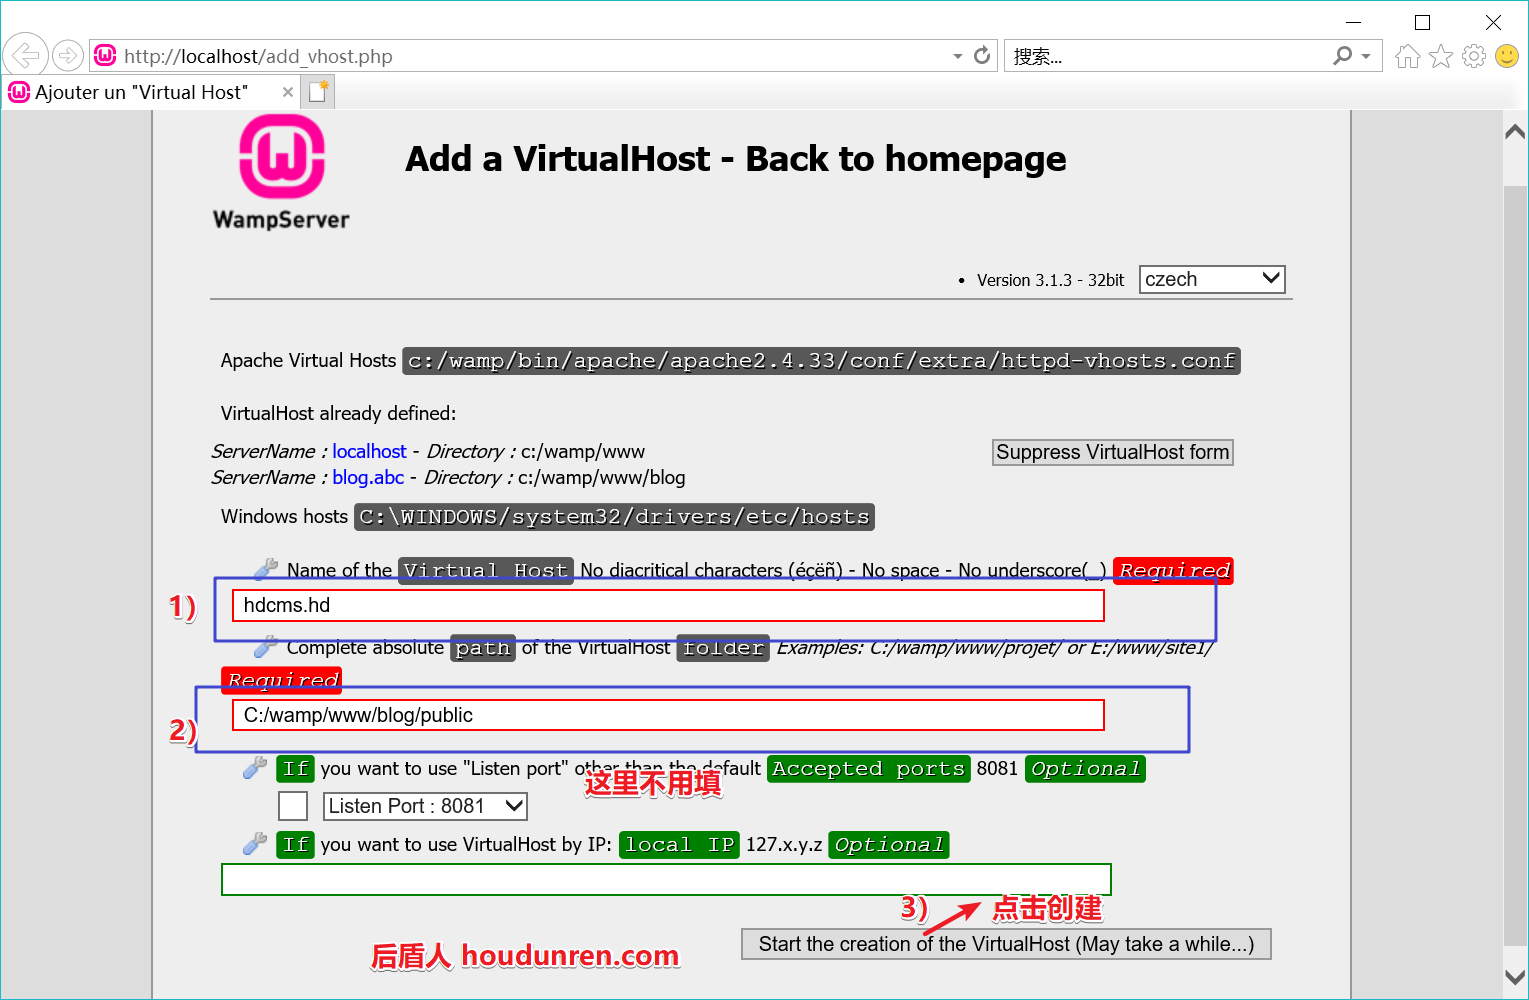 http://localhost/add_vhost.php
搜索...
Ajouter un "Virtual Host"
WampServer
Add a VirtualHost - Back to homepage
• Version 3.1.3 - 32bit czech
Apache Virtual Hosts c:/wamp/bin/apache/apache2.4.33/conf/extra/httpd-vhosts.conf
VirtualHost already defined:
ServerName : localhost - Directory : c:/wamp/www
Suppress VirtualHost form
ServerName : blog.abc - Directory : c:/wamp/www/blog
Windows hosts C:\WINDOWS/system32/drivers/etc/hosts
Name of the Virtual Host No diacritical characters (éçëñ) - No space - No underscore(_) Required
1)
hdcms.hd
Complete absolute path of the VirtualHost folder Examples: C:/wamp/www/projet/ or E:/www/site1/
Required
2)
C:/wamp/www/blog/public
If you want to use "Listen port" other than the default Accepted ports 8081 Optional
这里不用填
Listen Port : 8081
If you want to use VirtualHost by IP: local IP 127.x.y.z Optional
3) 点击创建
Start the creation of the VirtualHost (May take a while...)
后盾人 houdunren.com